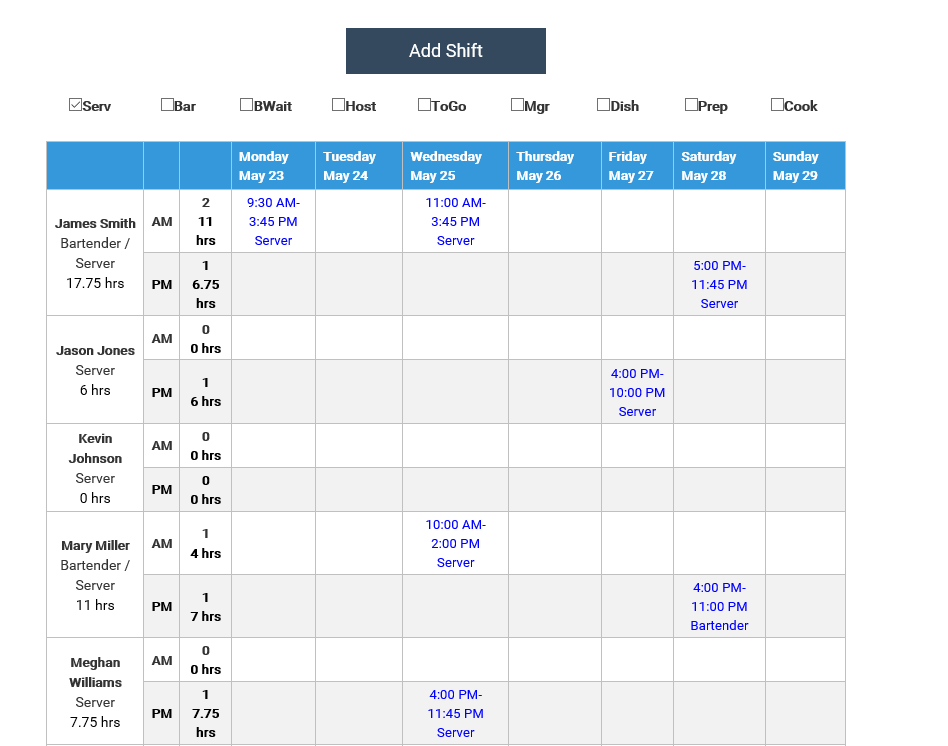 Add Shift
Serv Bar BWait Host ToGo Mgr Dish Prep Cook
Monday Tuesday Wednesday Thursday Friday Saturday Sunday
May 23 May 24 May 25 May 26 May 27 May 28 May 29
James Smith
Bartender /
Server
17.75 hrs
AM
2
11
hrs
9:30 AM-
3:45 PM
Server
11:00 AM-
3:45 PM
Server
PM
1
6.75
hrs
5:00 PM-
11:45 PM
Server
Jason Jones
Server
6 hrs
AM
0
0 hrs
PM
1
6 hrs
4:00 PM-
10:00 PM
Server
Kevin
Johnson
Server
0 hrs
AM
0
0 hrs
PM
0
0 hrs
Mary Miller
Bartender /
Server
11 hrs
AM
1
4 hrs
10:00 AM-
2:00 PM
Server
PM
1
7 hrs
4:00 PM-
11:00 PM
Bartender
Meghan
Williams
Server
7.75 hrs
AM
0
0 hrs
PM
1
7.75
hrs
4:00 PM-
11:45 PM
Server